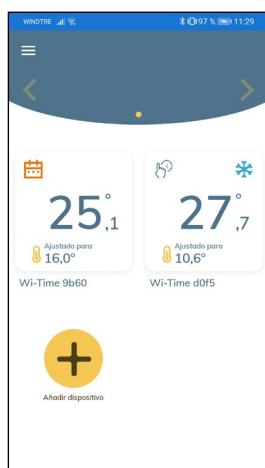 WINDTRE 97 % 11:29
25°,1 27°,7
Ajustado para Ajustado para
16,0° 10,6°
Wi-Time 9b60 Wi-Time d0f5
Añadir dispositivo